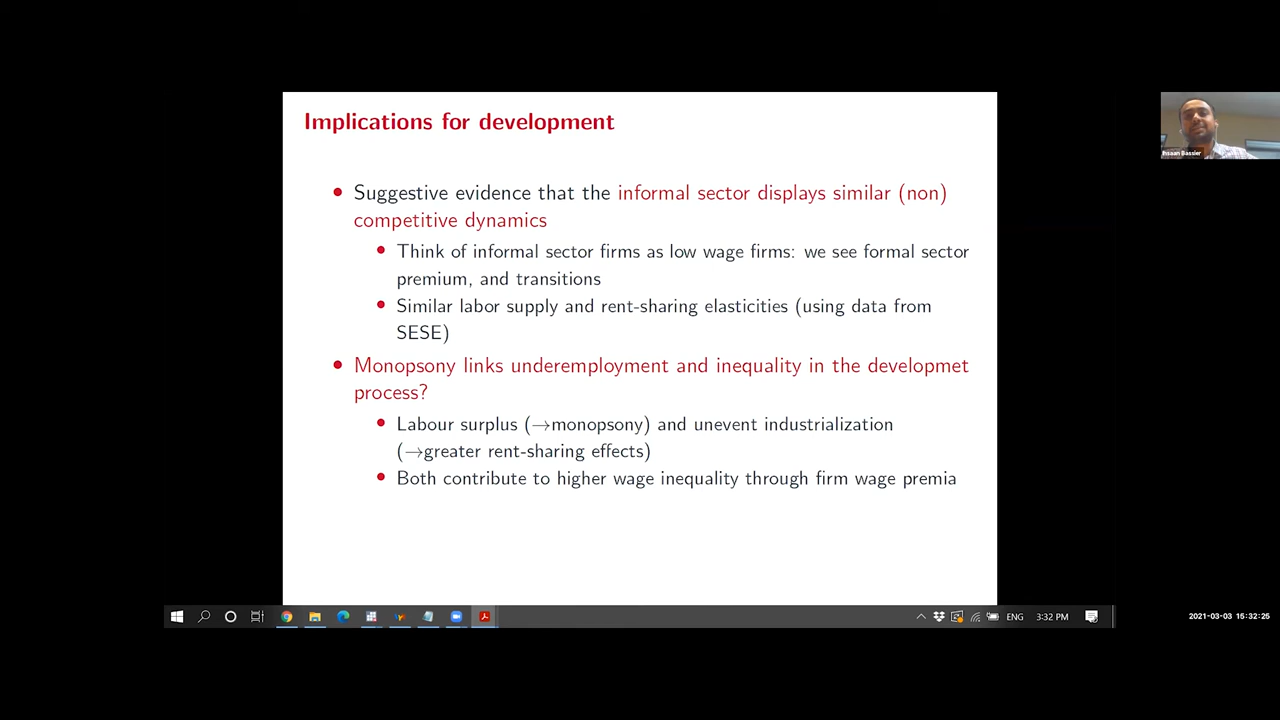 Implications for development
• Suggestive evidence that the informal sector displays similar (non)
competitive dynamics
• Think of informal sector firms as low wage firms: we see formal sector
premium, and transitions
• Similar labor supply and rent-sharing elasticities (using data from
SESE)
• Monopsony links underemployment and inequality in the developmet
process?
• Labour surplus (→monopsony) and unevent industrialization
(→greater rent-sharing effects)
• Both contribute to higher wage inequality through firm wage premia
Ihsaan Bassier
ENG
3:32 PM
2021-03-03 15:32:25